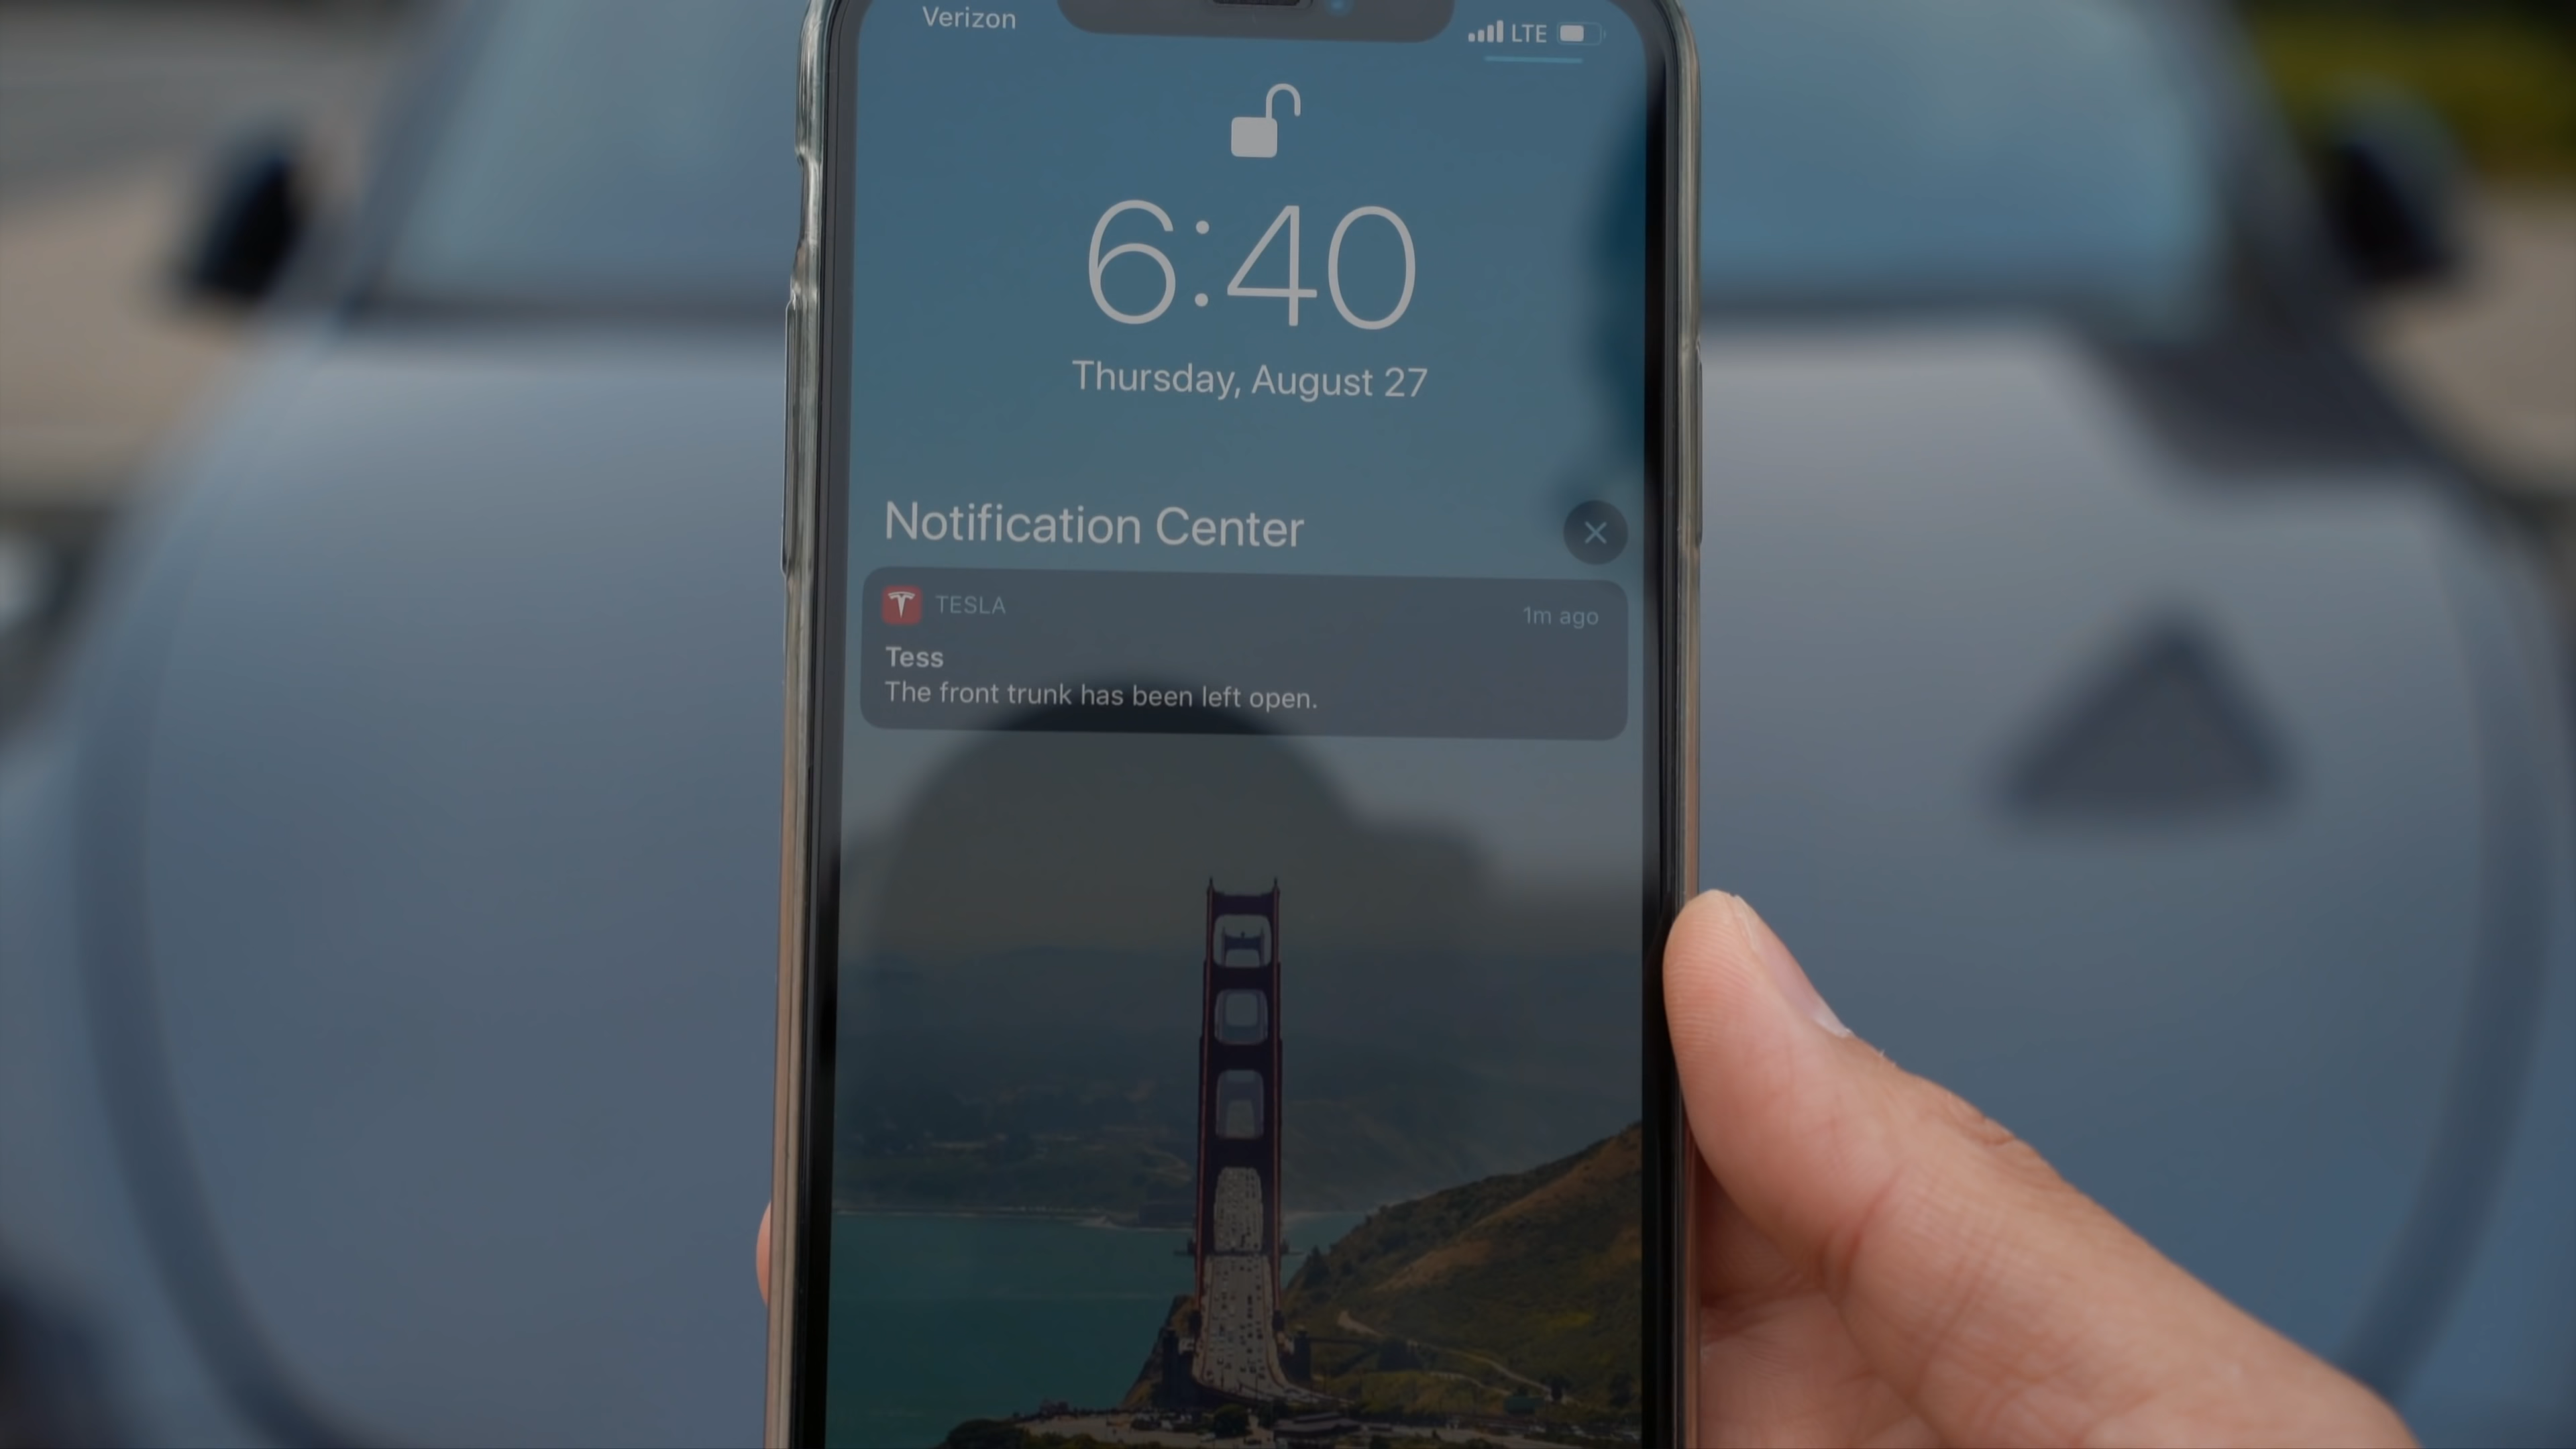 Verizon
LTE
6:40
Thursday, August 27
Notification Center
TESLA
1m ago
Tess
The front trunk has been left open.